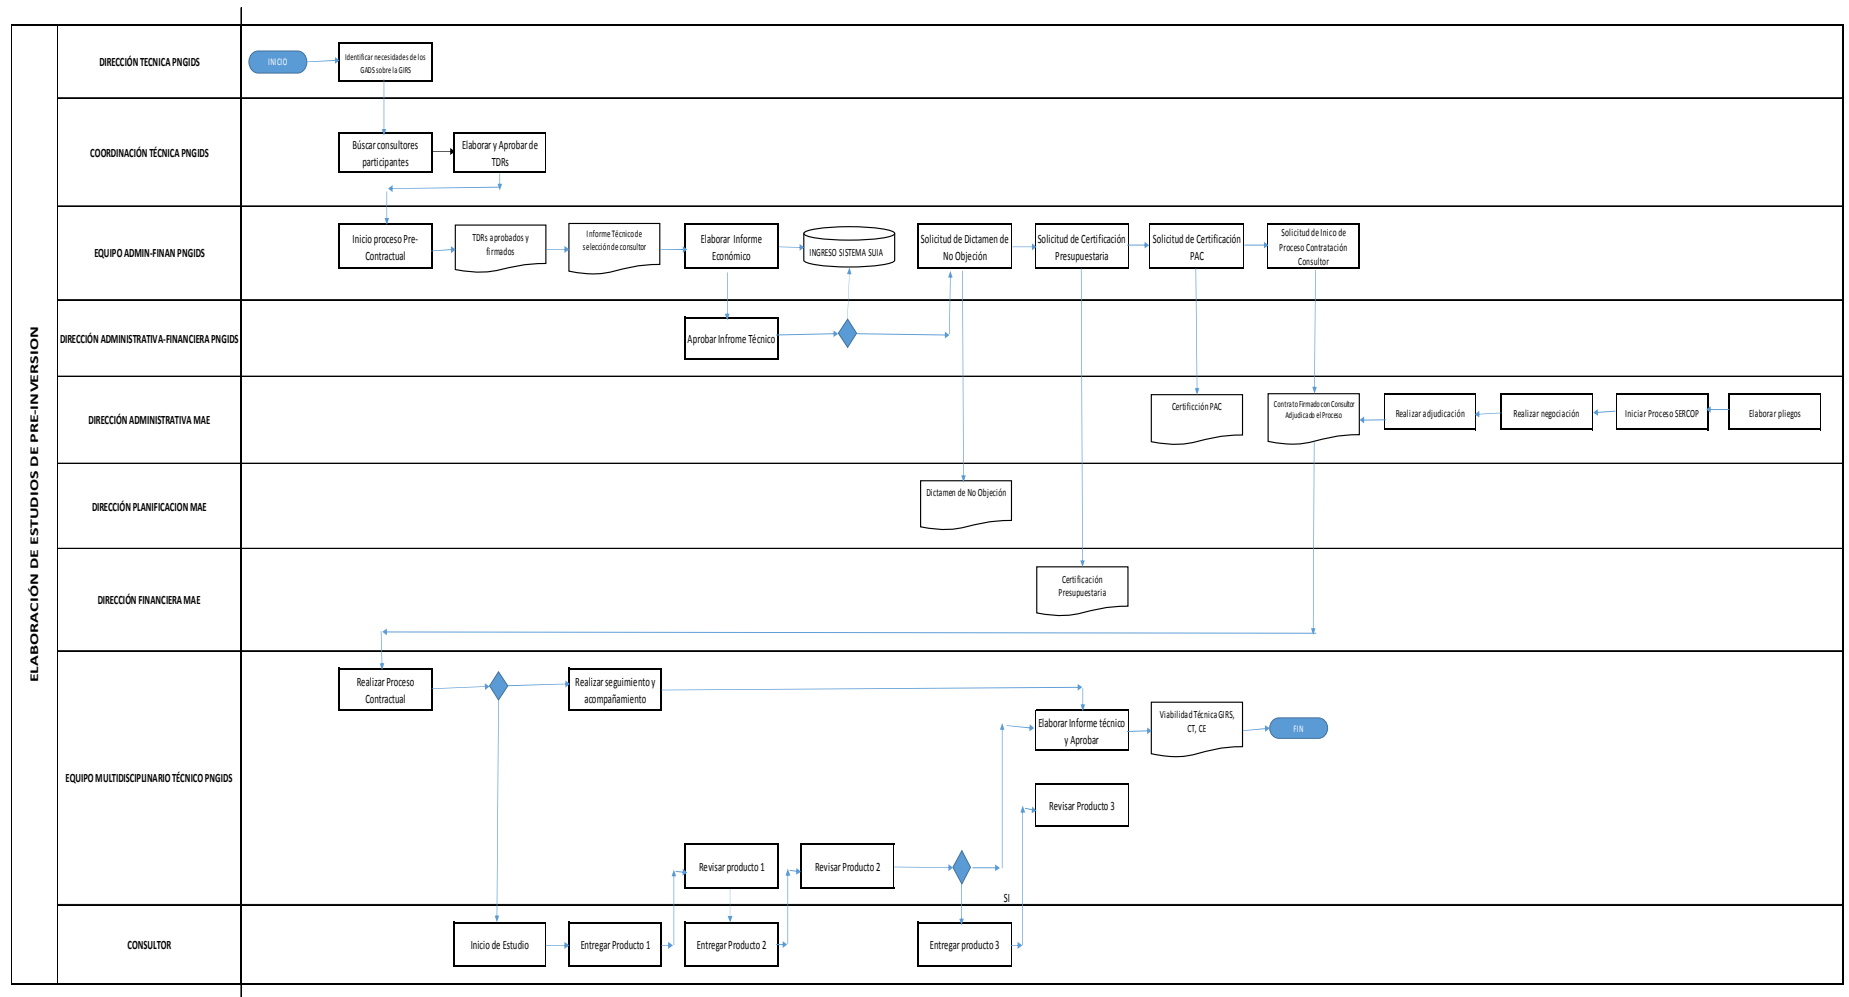 ELABORACIÓN DE ESTUDIOS DE PRE-INVERSION
DIRECCIÓN TECNICA PNGIDS
INICIO
Identificar necesidades de los
GADS sobre la GIRS
COORDINACIÓN TÉCNICA PNGIDS
Búscar consultores
participantes
Elaborar y Aprobar de
TDRs
EQUIPO ADMIN-FINAN PNGIDS
Inicio proceso Pre-
Contractual
TDRs aprobados y
firmados
Informe Técnico de
selección de consultor
Elaborar Informe
Económico
INGRESO SISTEMA SUIA
Solicitud de Dictamen de
No Objeción
Solicitud de Certificación
Presupuestaria
Solicitud de Certificación
PAC
Solicitud de Inico de
Proceso Contratación
Consultor
DIRECCIÓN ADMINISTRATIVA-FINANCIERA PNGIDS
Aprobar Infrome Técnico
DIRECCIÓN ADMINISTRATIVA MAE
Certificción PAC
Contrato Firmado con Consultor
Adjudicado el Proceso
Realizar adjudicación
Realizar negociación
Iniciar Proceso SERCOP
Elaborar pliegos
DIRECCIÓN PLANIFICACION MAE
Dictamen de No Objeción
DIRECCIÓN FINANCIERA MAE
Certificación
Presupuestaria
EQUIPO MULTIDISCIPLINARIO TÉCNICO PNGIDS
Realizar Proceso
Contractual
Realizar seguimiento y
acompañamiento
Elaborar Informe técnico
y Aprobar
Viabilidad Técnica GIRS,
CT, CE
FIN
Revisar Producto 3
Revisar producto 1
Revisar Producto 2
SI
CONSULTOR
Inicio de Estudio
Entregar Producto 1
Entregar Producto 2
Entregar producto 3